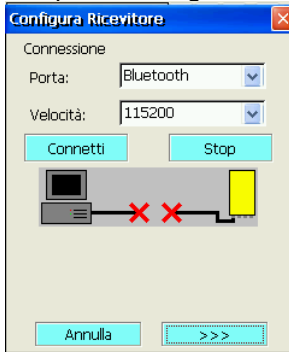 Configura Ricevitore
Connessione
Porta: Bluetooth
Velocità: 115200
Connetti Stop
Annulla >>>